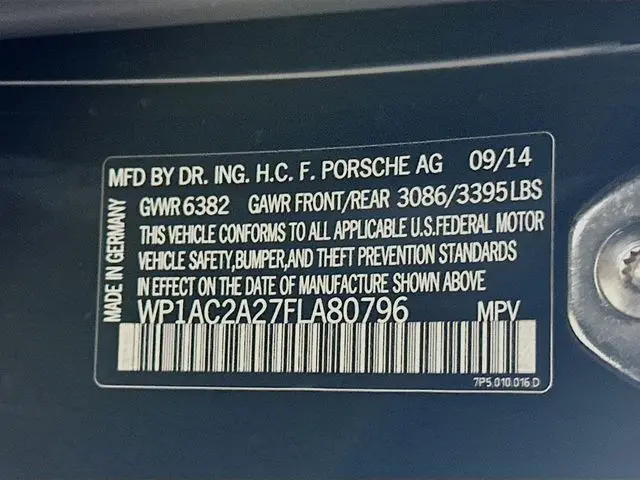 MFD BY DR. ING. H.C. F. PORSCHE AG 09/14
GVWR 6382 GAWR FRONT/REAR 3086/3395 LBS
THIS VEHICLE CONFORMS TO ALL APPLICABLE U.S.FEDERAL MOTOR
VEHICLE SAFETY,BUMPER,AND THEFT PREVENTION STANDARDS
IN EFFECT ON THE DATE OF MANUFACTURE SHOWN ABOVE
WP1AC2A27FLA80796 MPV
7P5.010.016 D
MADE IN GERMANY